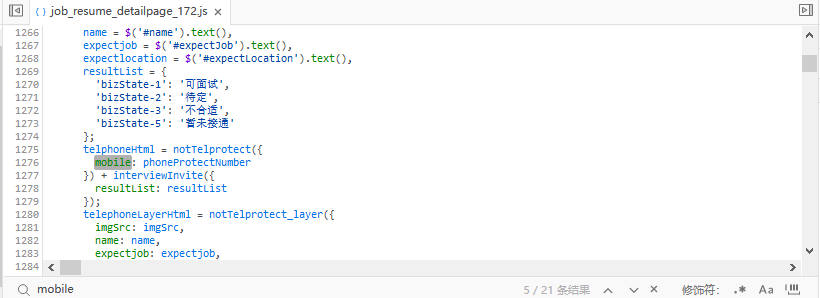 job_resume_detailpage_172.js ×
1266 name = $('#name').text(),
1267 expectjob = $('#expectJob').text(),
1268 expectlocation = $('#expectLocation').text(),
1269 resultList = {
1270 'bizState-1': '可面试',
1271 'bizState-2': '待定',
1272 'bizState-3': '不合适',
1273 'bizState-5': '暂未接通'
1274 };
1275 telphoneHtml = notTelprotect({
1276 mobile: phoneProtectNumber
1277 }) + interviewInvite({
1278 resultList: resultList
1279 });
1280 telephoneLayerHtml = notTelprotect_layer({
1281 imgSrc: imgSrc,
1282 name: name,
1283 expectjob: expectjob,
1284
mobile 5 / 21 条结果 修饰符: .* Aa